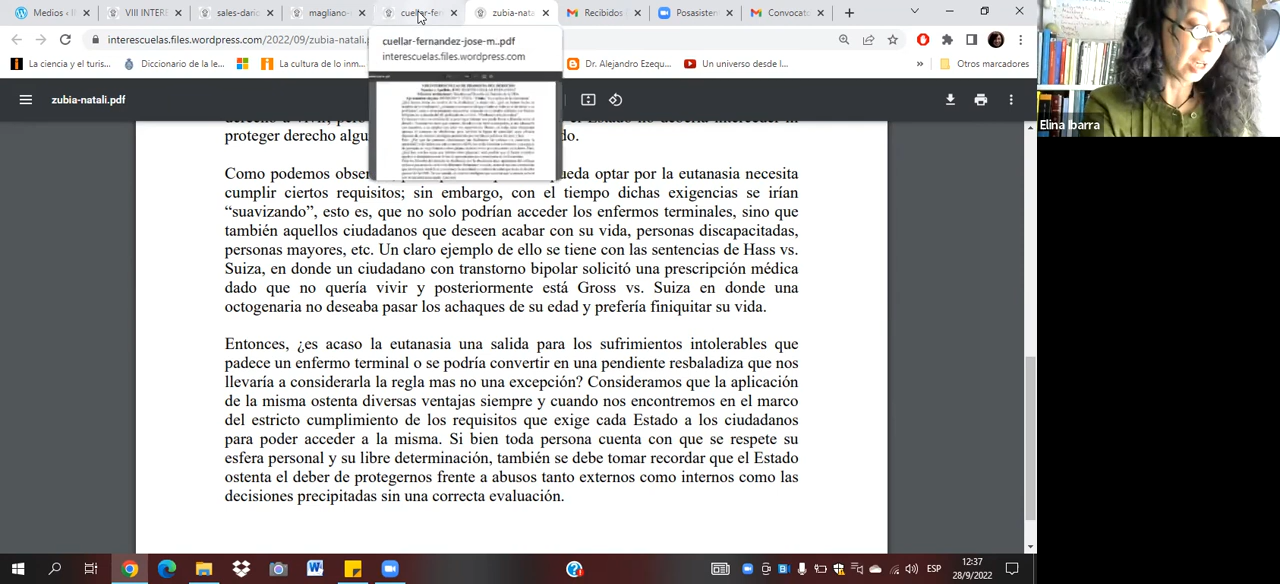 Medios ‹ I
VIII INTER
sales-dario
magliano-
cuellar-fer
zubia-nata
Recibidos
Posasisten
Convocato
interescuelas.files.wordpress.com/2022/09/zubia-natali.p
cuellar-fernandez-jose-m..pdf
interescuelas.files.wordpress.com
La ciencia y el turis...
Diccionario de la le...
La cultura de lo inm
Dr. Alejandro Ezequ...
Un universo desde l...
»
Otros marcadores
zubia-natali.pdf
Elina Ibarra
proteger derecho
do.
Como podemos obser
ueda optar por la eutanasia necesita
cumplir ciertos requisitos; sin embargo, con el tiempo dichas exigencias se irían
“suavizando”, esto es, que no solo podrían acceder los enfermos terminales, sino que
también aquellos ciudadanos que deseen acabar con su vida, personas discapacitadas,
personas mayores, etc. Un claro ejemplo de ello se tiene con las sentencias de Hass vs.
Suiza, en donde un ciudadano con transtorno bipolar solicitó una prescripción médica
dado que no quería vivir y posteriormente está Gross vs. Suiza en donde una
octogenaria no deseaba pasar los achaques de su edad y prefería finiquitar su vida.
Entonces, ¿es acaso la eutanasia una salida para los sufrimientos intolerables que
padece un enfermo terminal o se podría convertir en una pendiente resbaladiza que nos
llevaría a considerarla la regla mas no una excepción? Consideramos que la aplicación
de la misma ostenta diversas ventajas siempre y cuando nos encontremos en el marco
del estricto cumplimiento de los requisitos que exige cada Estado a los ciudadanos
para poder acceder a la misma. Si bien toda persona cuenta con que se respete su
esfera personal y su libre determinación, también se debe tomar recordar que el Estado
ostenta el deber de protegernos frente a abusos tanto externos como internos como las
decisiones precipitadas sin una correcta evaluación.
ESP
12:37
28/9/2022